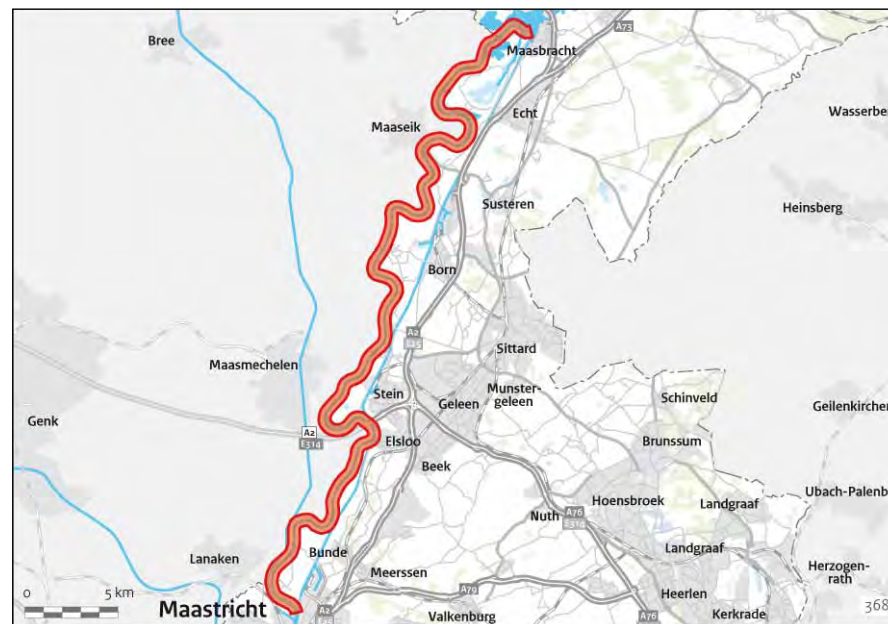 Bree
Maasbracht
A73
Echt
Wasserbe
Maaseik
Susteren
Heinsberg
Born
A2
E25
Sittard
Maasmechelen
Stein
Geleen
Munster-
geleen
Schinveld
Geilenkirchen
Genk
A2
E314
Elsloo
Brunssum
Beek
Hoensbroek
Landgraaf
Ubach-Palenb
Nuth
A76
E314
Lanaken
Bunde
Landgraaf
Herzogen-
rath
Meerssen
A79
Heerlen
0
5 km
Maastricht
A2
E25
Valkenburg
A76
Kerkrade
368